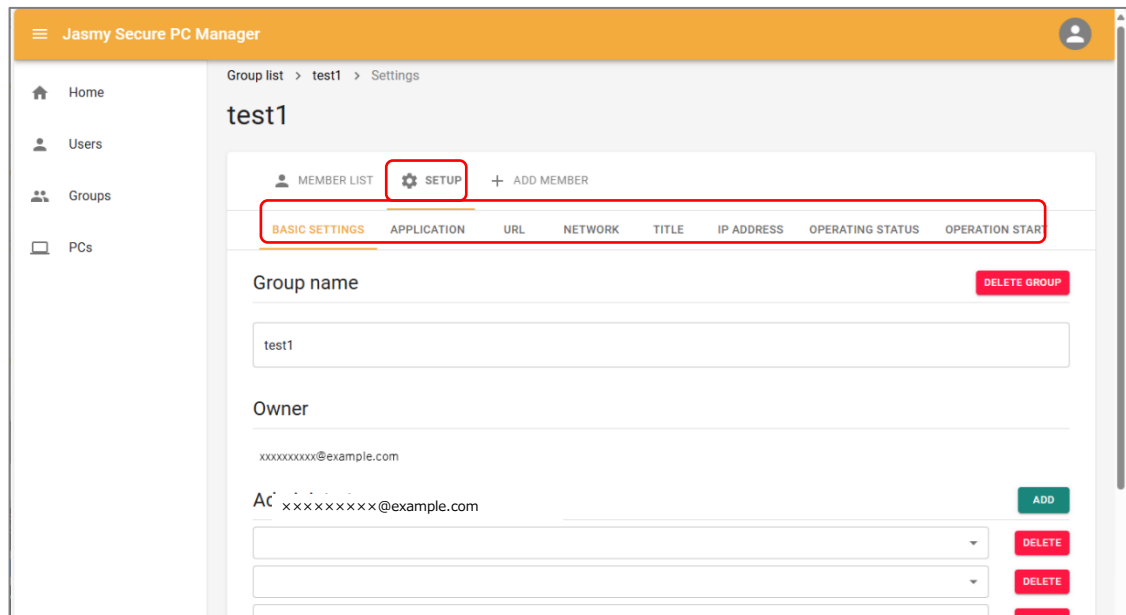 Jasmy Secure PC Manager
Group list > test1 > Settings
Home
test1
Users
Groups
PCs
MEMBER LIST SETUP + ADD MEMBER
BASIC SETTINGS APPLICATION URL NETWORK TITLE IP ADDRESS OPERATING STATUS OPERATION START
Group name DELETE GROUP
test1
Owner
xxxxxxxxxx@example.com
ADD
×××××××××@example.com
DELETE
DELETE